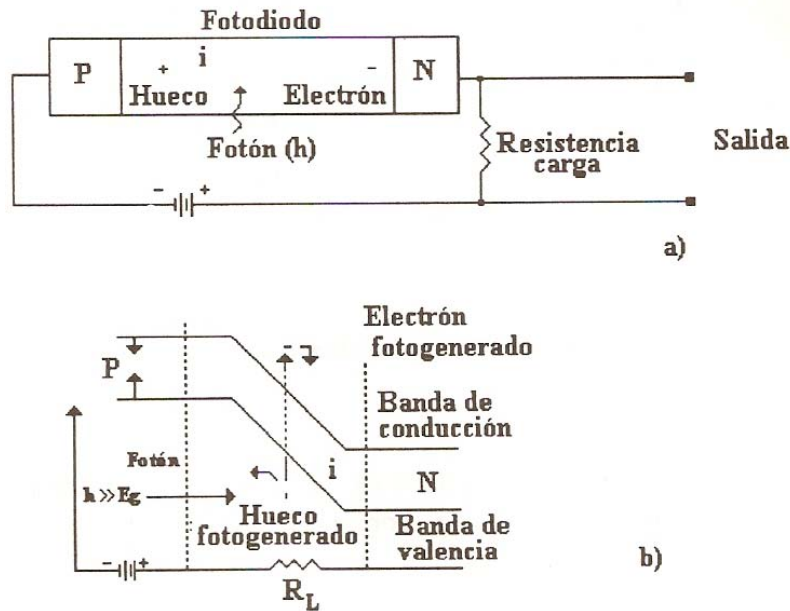 Fotodiodo
P
+
i
-
N
Hueco
Electrón
Fotón (h)
Resistencia
carga
Salida
- +
a)
Electrón
fotogenerado
-
P
Banda de
conducción
Fotón
i
N
h >> Eg
Hueco
fotogenerado
Banda de
valencia
- +
R_L
b)